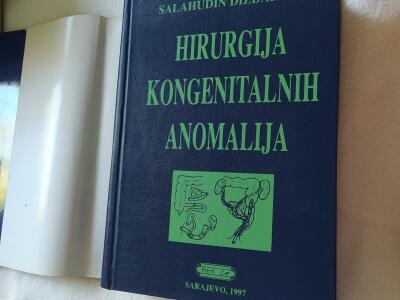 SALAHUDIN
HIRURGIJA
KONGENITALNIH
ANOMALIJA
SARAJEVO, 1997